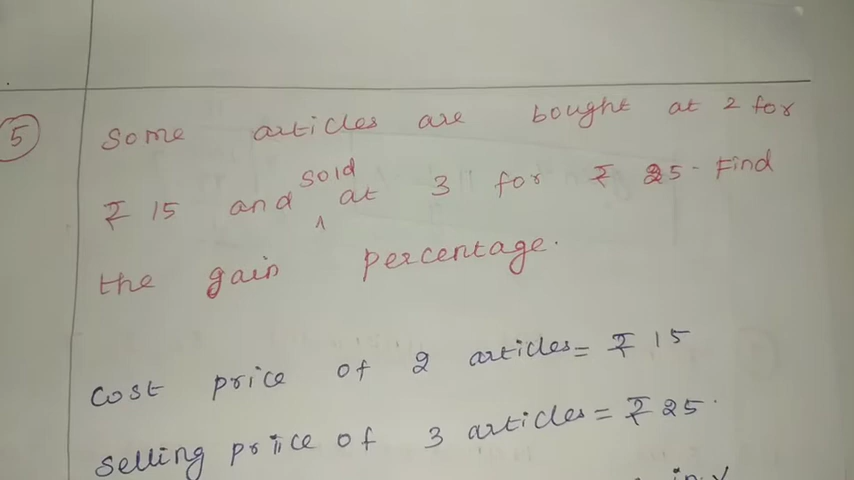 5
Some articles are bought at 2 for
₹ 15 and sold at 3 for ₹ 25. Find
the gain percentage.
Cost price of 2 articles = ₹ 15
Selling price of 3 articles = ₹ 25.